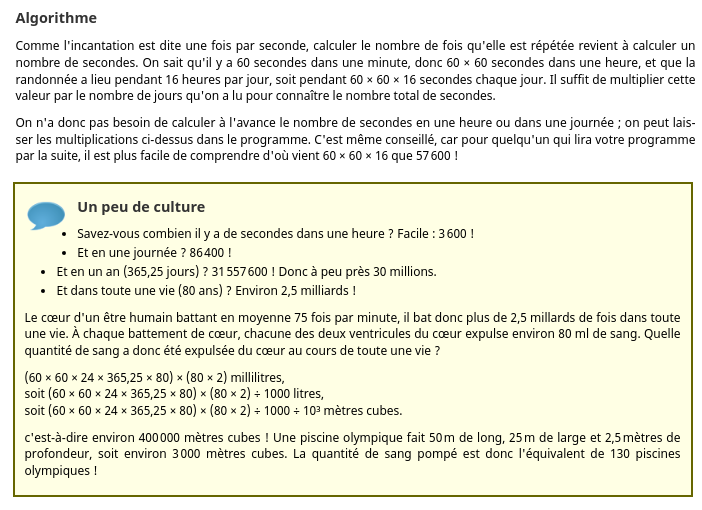 Algorithme
Comme l'incantation est dite une fois par seconde, calculer le nombre de fois qu'elle est répétée revient à calculer un
nombre de secondes. On sait qu'il y a 60 secondes dans une minute, donc 60 × 60 secondes dans une heure, et que la
randonnée a lieu pendant 16 heures par jour, soit pendant 60 × 60 × 16 secondes chaque jour. Il suffit de multiplier cette
valeur par le nombre de jours qu'on a lu pour connaître le nombre total de secondes.
On n'a donc pas besoin de calculer à l'avance le nombre de secondes en une heure ou dans une journée ; on peut lais-
ser les multiplications ci-dessus dans le programme. C'est même conseillé, car pour quelqu'un qui lira votre programme
par la suite, il est plus facile de comprendre d'où vient 60 × 60 × 16 que 57 600 !
Un peu de culture
• Savez-vous combien il y a de secondes dans une heure ? Facile : 3 600 !
• Et en une journée ? 86 400 !
• Et en un an (365,25 jours) ? 31 557 600 ! Donc à peu près 30 millions.
• Et dans toute une vie (80 ans) ? Environ 2,5 milliards !
Le cœur d'un être humain battant en moyenne 75 fois par minute, il bat donc plus de 2,5 millards de fois dans toute
une vie. À chaque battement de cœur, chacune des deux ventricules du cœur expulse environ 80 ml de sang. Quelle
quantité de sang a donc été expulsée du cœur au cours de toute une vie ?
(60 × 60 × 24 × 365,25 × 80) × (80 × 2) millilitres,
soit (60 × 60 × 24 × 365,25 × 80) × (80 × 2) ÷ 1000 litres,
soit (60 × 60 × 24 × 365,25 × 80) × (80 × 2) ÷ 1000 ÷ 10³ mètres cubes.
c'est-à-dire environ 400 000 mètres cubes ! Une piscine olympique fait 50 m de long, 25 m de large et 2,5 mètres de
profondeur, soit environ 3 000 mètres cubes. La quantité de sang pompé est donc l'équivalent de 130 piscines
olympiques !